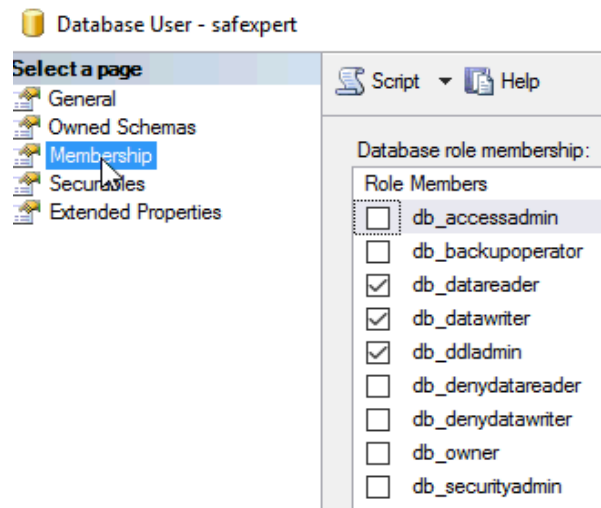 Database User - safexpert
Select a page
General
Owned Schemas
Membership
Securables
Extended Properties
Script
Help
Database role membership:
Role Members
db_accessadmin
db_backupoperator
db_datareader
db_datawriter
db_ddladmin
db_denydatareader
db_denydatawriter
db_owner
db_securityadmin